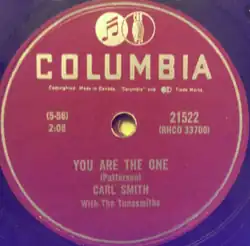 COLUMBIA
Copyrighted. Made in Canada. "Columbia" and Trade Marks.
(5-56) 21522
2:08 (RHCO 33700)
YOU ARE THE ONE
(Patterson)
CARL SMITH
With The Tunesmiths